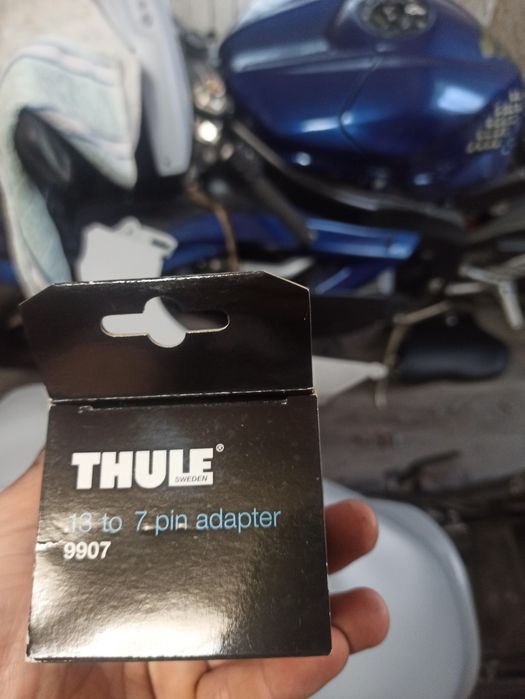 THULE®
SWEDEN
13 to 7 pin adapter
9907